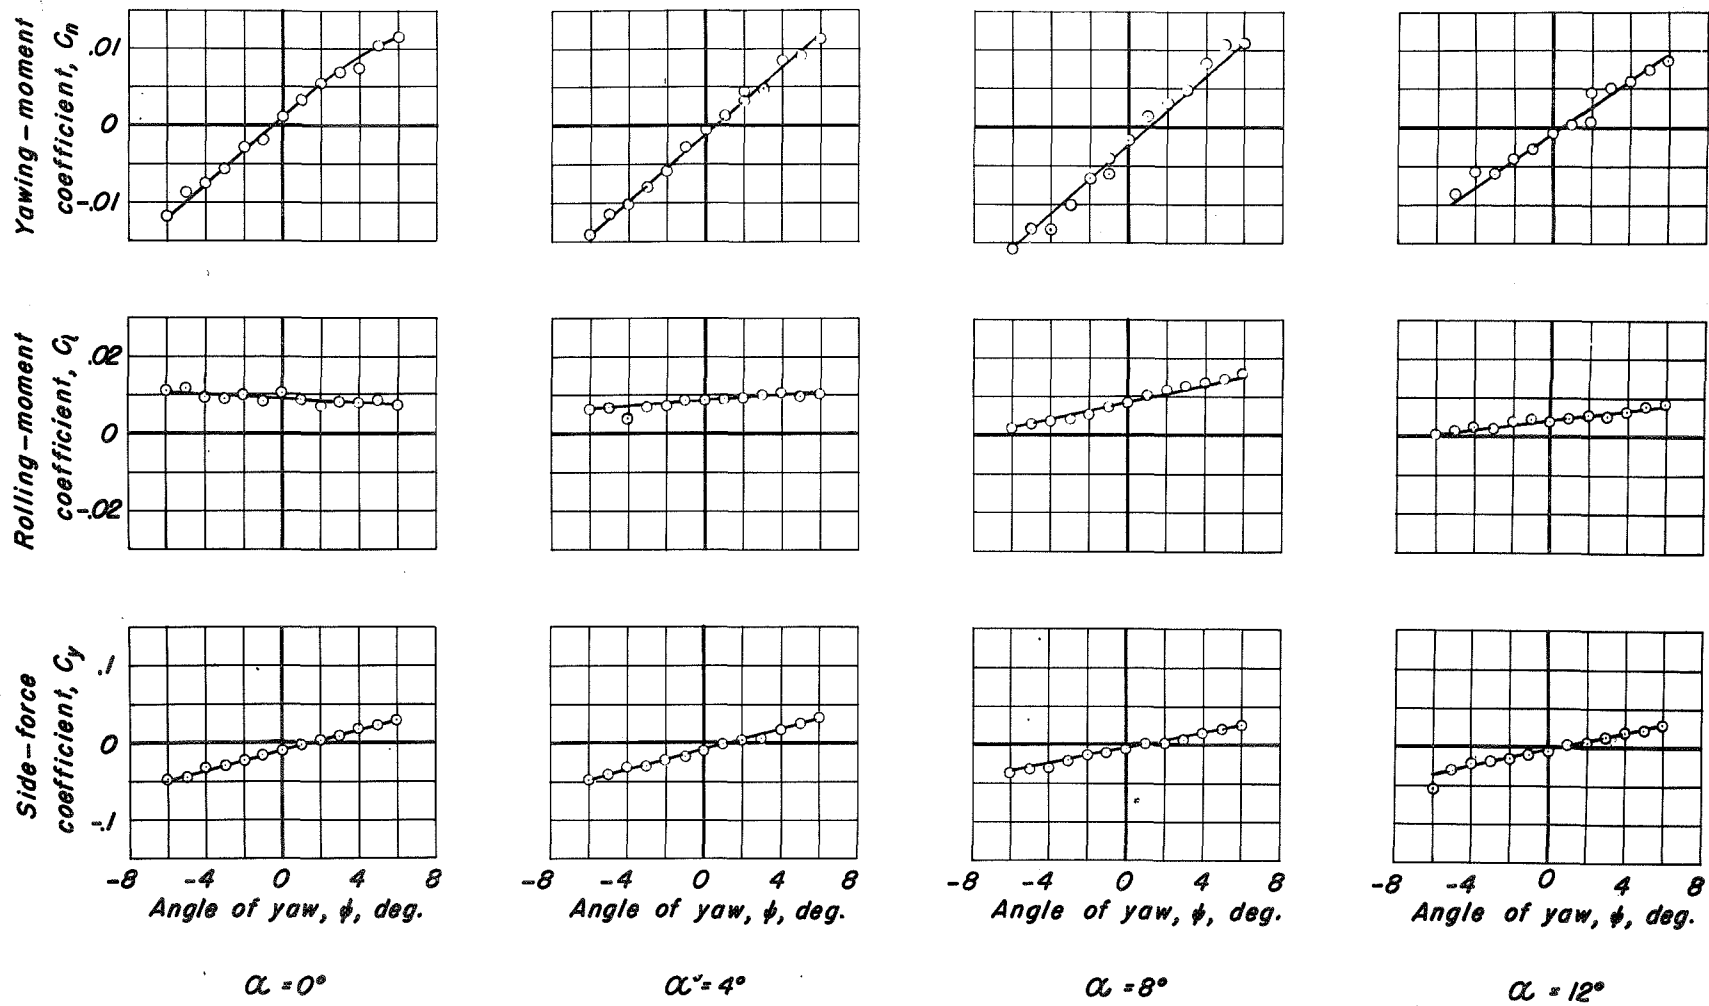 Yawing-moment
coefficient, Cn
.01
0
-.01
Rolling-moment
coefficient, Cl
.02
0
-.02
Side-force
coefficient, Cy
.1
0
-.1
-8 -4 0 4 8
-8 -4 0 4 8
-8 -4 0 4 8
-8 -4 0 4 8
Angle of yaw, ψ, deg.
Angle of yaw, ψ, deg.
Angle of yaw, ψ, deg.
Angle of yaw, ψ, deg.
α = 0°
α = 4°
α = 8°
α = 12°